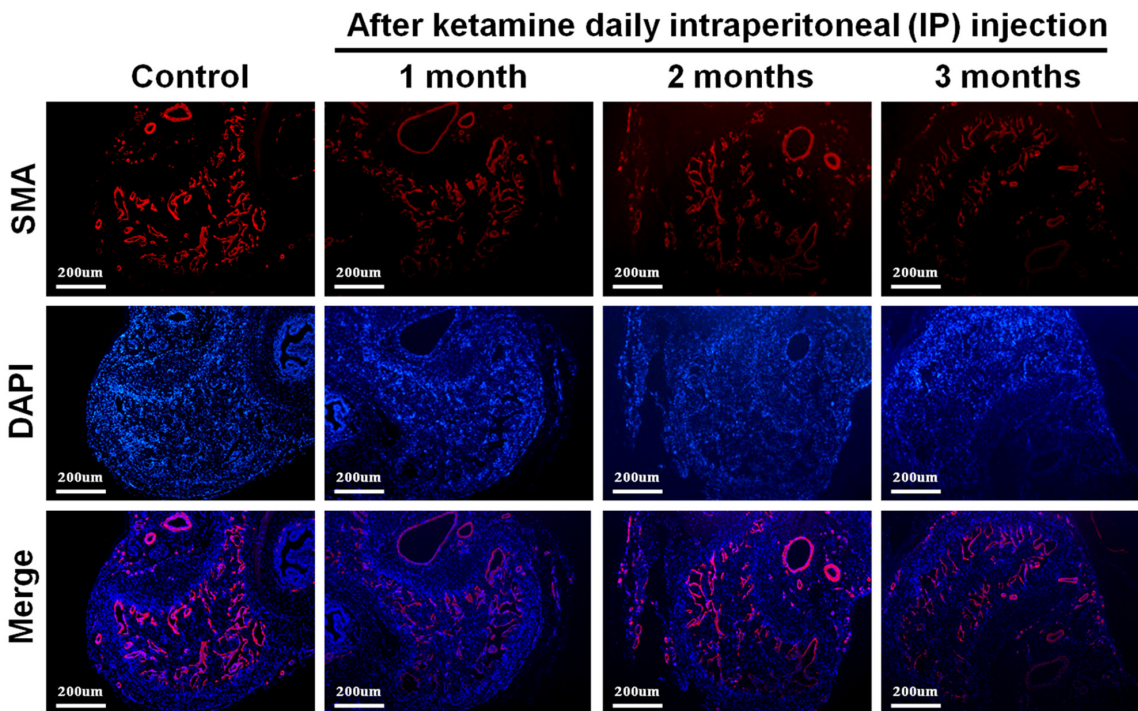 After ketamine daily intraperitoneal (IP) injection
Control 1 month 2 months 3 months
SMA
200um 200um 200um 200um
DAPI
200um 200um 200um 200um
Merge
200um 200um 200um 200um